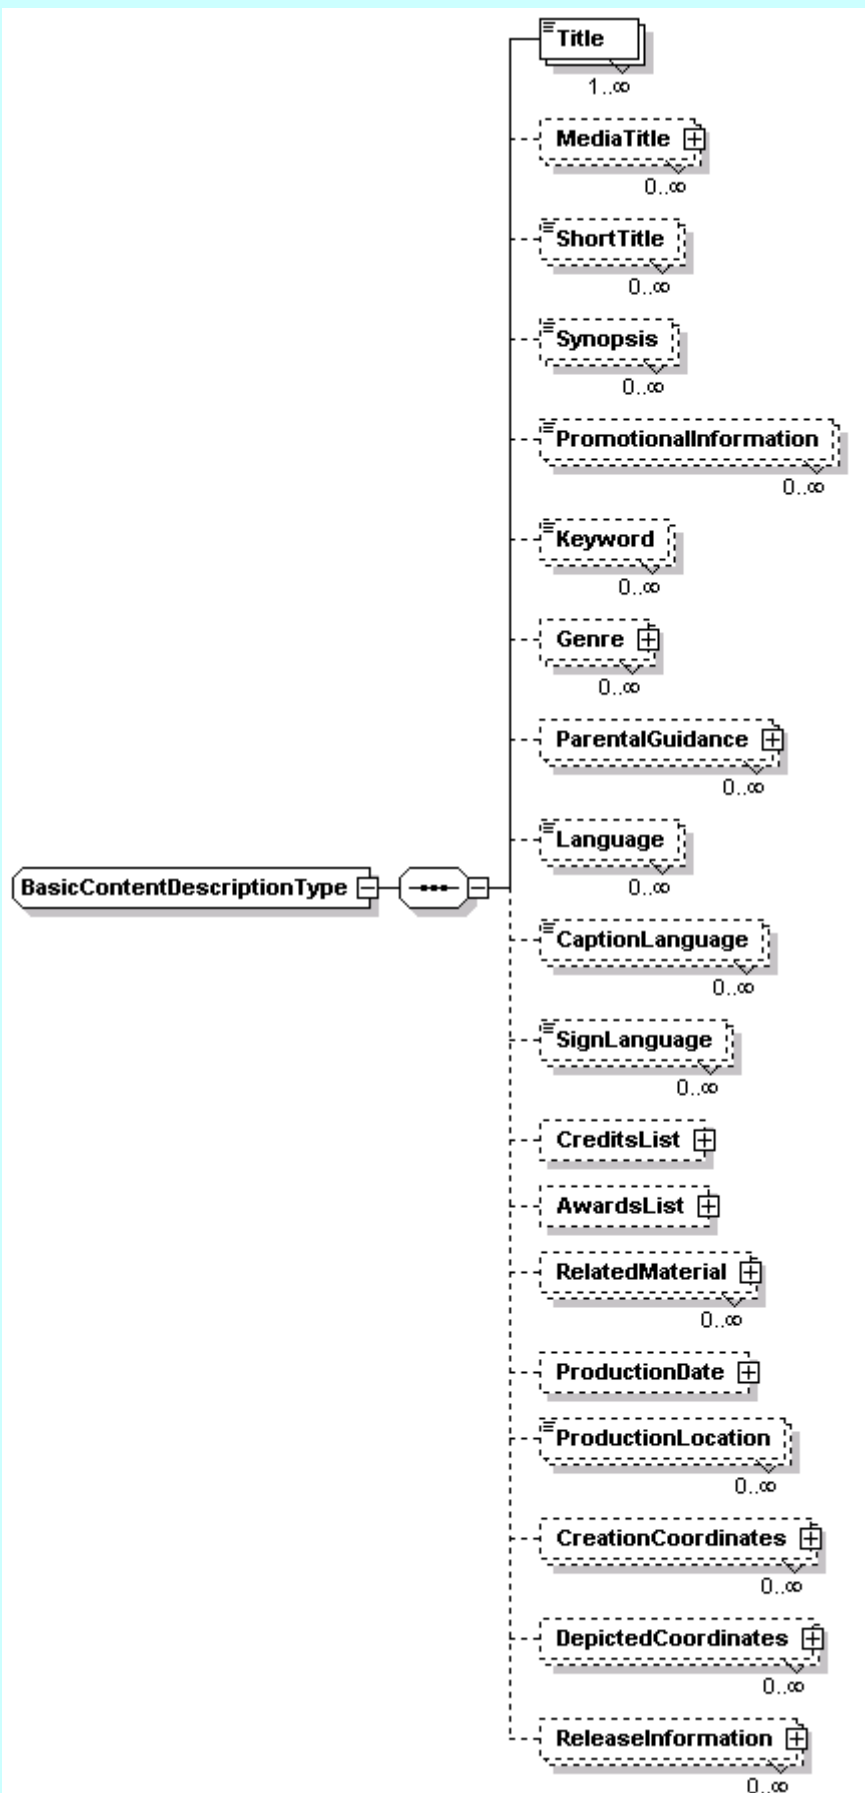 Title
1..∞
MediaTitle
0..∞
ShortTitle
0..∞
Synopsis
0..∞
PromotionalInformation
0..∞
Keyword
0..∞
Genre
0..∞
ParentalGuidance
0..∞
Language
0..∞
BasicContentDescriptionType
CaptionLanguage
0..∞
SignLanguage
0..∞
CreditsList
AwardsList
RelatedMaterial
0..∞
ProductionDate
ProductionLocation
0..∞
CreationCoordinates
0..∞
DepictedCoordinates
0..∞
ReleaseInformation
0..∞